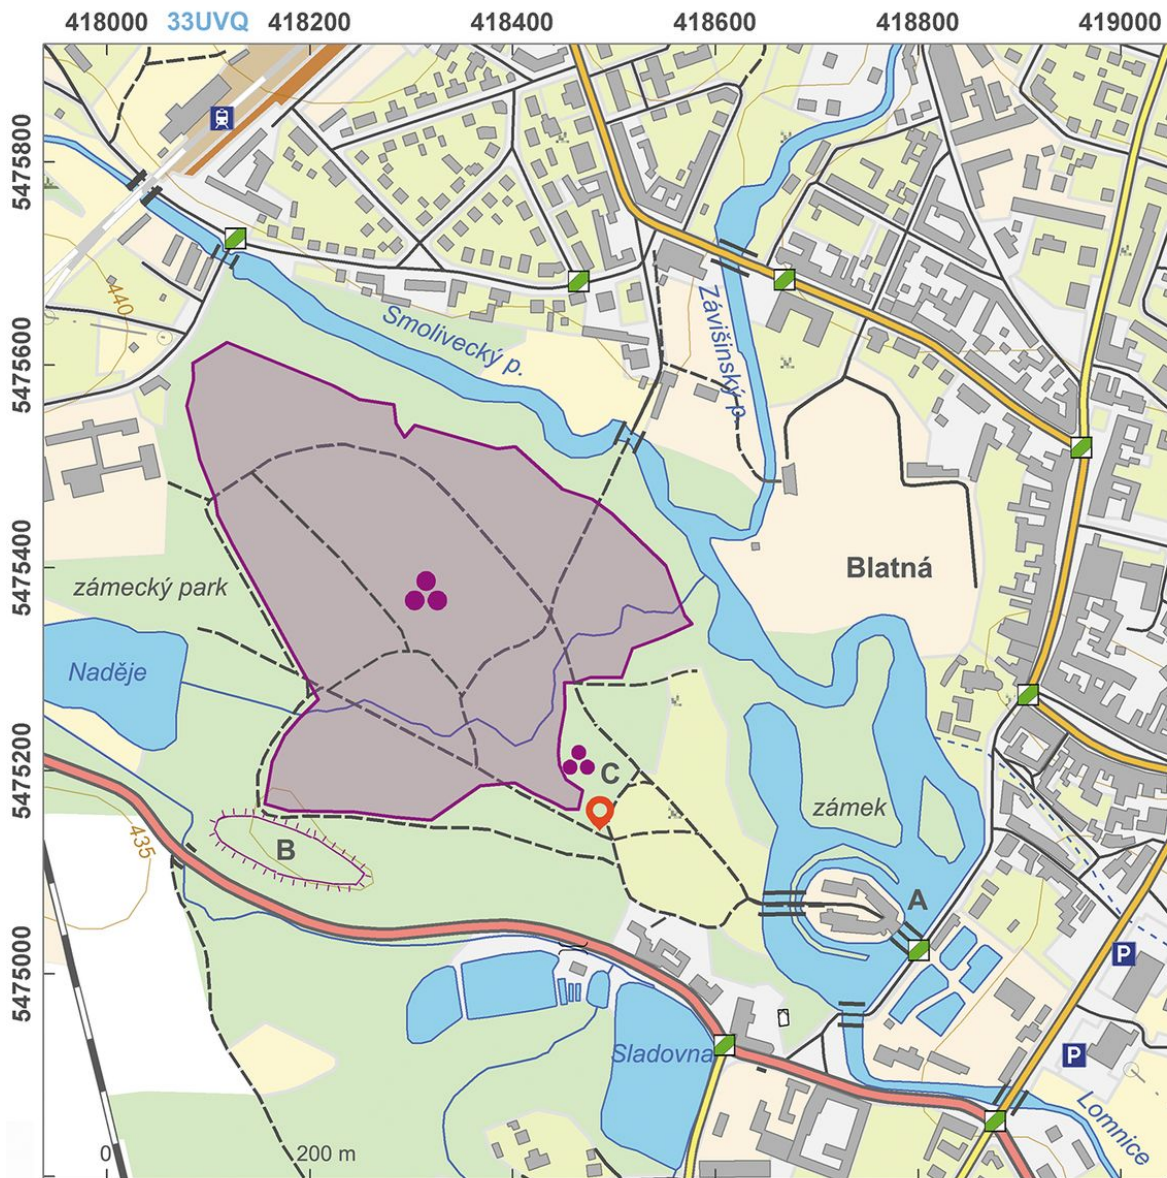 418000 33UVQ 418200 418400 418600 418800 419000
5475800
5475600
5475400
5475200
5475000
440
Smolivecký p.
Závišinský p.
Blatná
zámecký park
Naděje
C
zámek
B
435
A
P
Sladovna
P
Lomnice
0 200 m